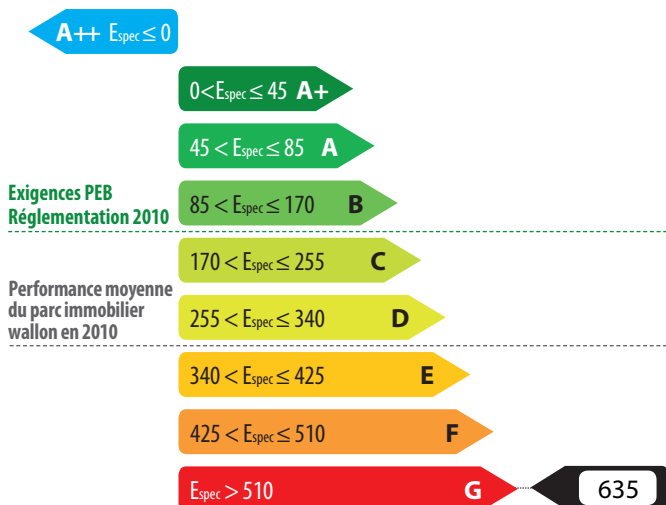 A++ Espec ≤ 0
0<Espec ≤ 45 A+
45 < Espec ≤ 85 A
Exigences PEB
Réglementation 2010
85 < Espec ≤ 170 B
170 < Espec ≤ 255 C
Performance moyenne
du parc immobilier
wallon en 2010
255 < Espec ≤ 340 D
340 < Espec ≤ 425 E
425 < Espec ≤ 510 F
Espec > 510 G 635